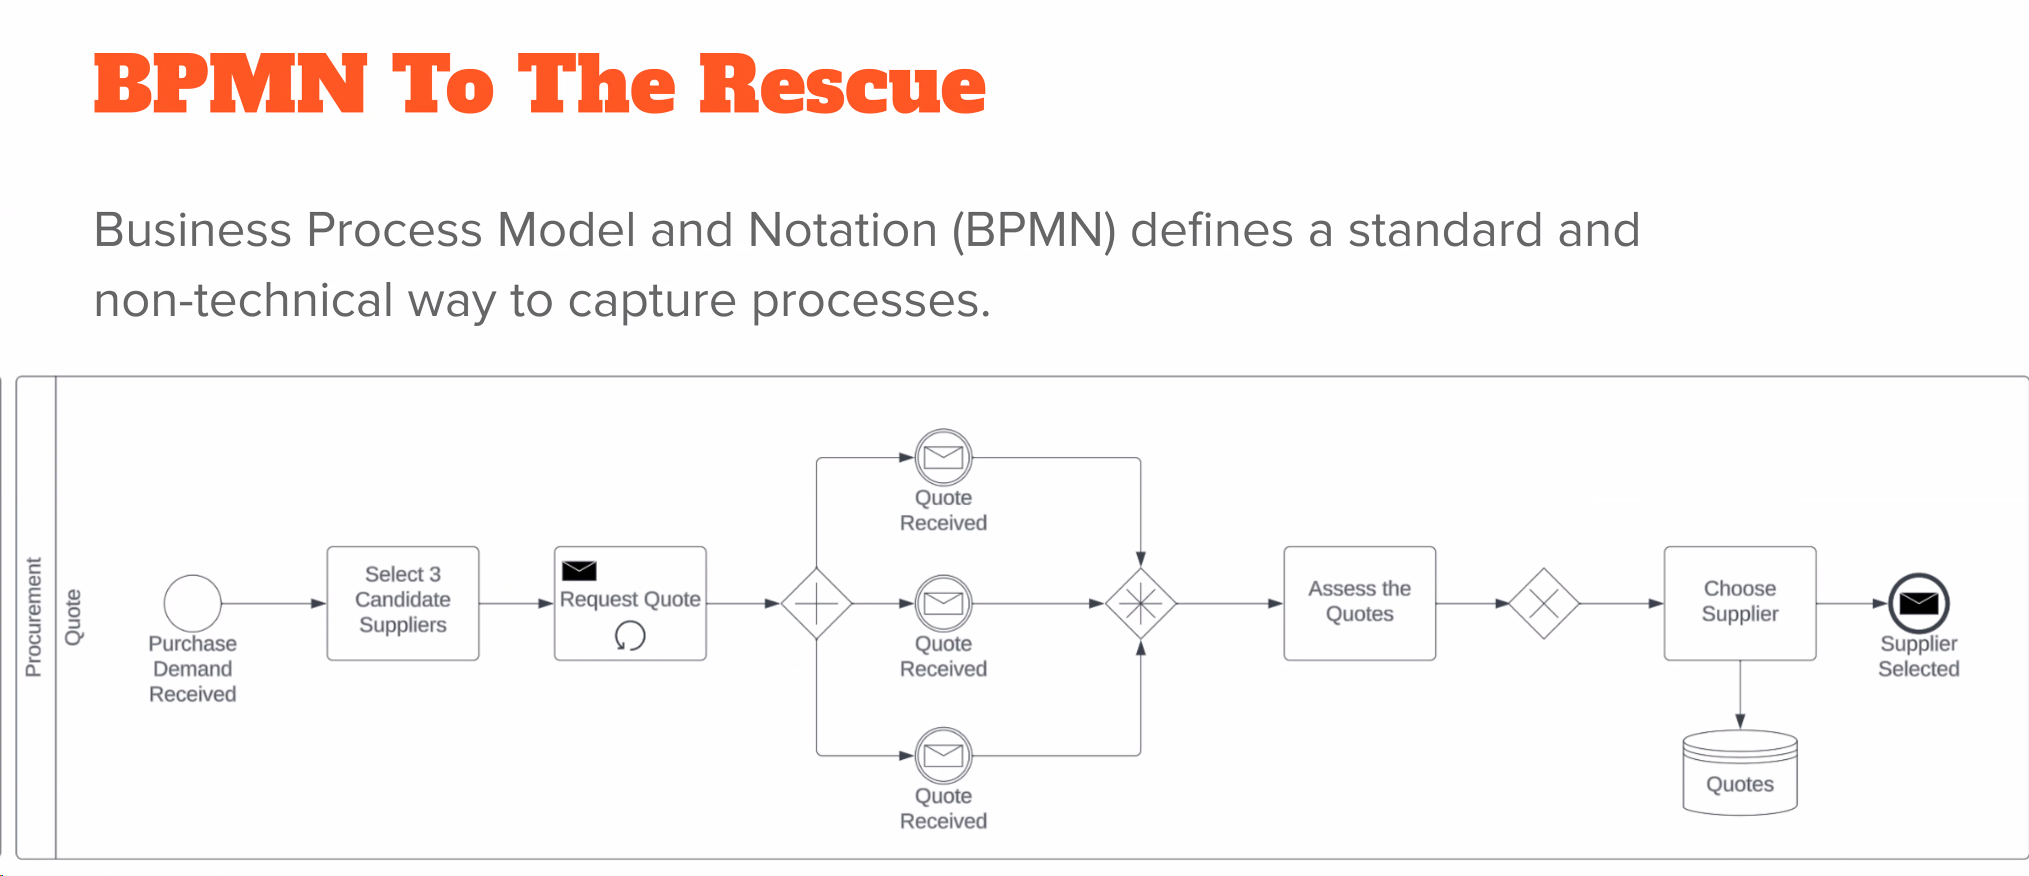 BPMN To The Rescue
Business Process Model and Notation (BPMN) defines a standard and
non-technical way to capture processes.
Procurement
Quote
Purchase
Demand
Received
Select 3
Candidate
Suppliers
Request Quote
Quote
Received
Quote
Received
Quote
Received
Assess the
Quotes
Choose
Supplier
Quotes
Supplier
Selected